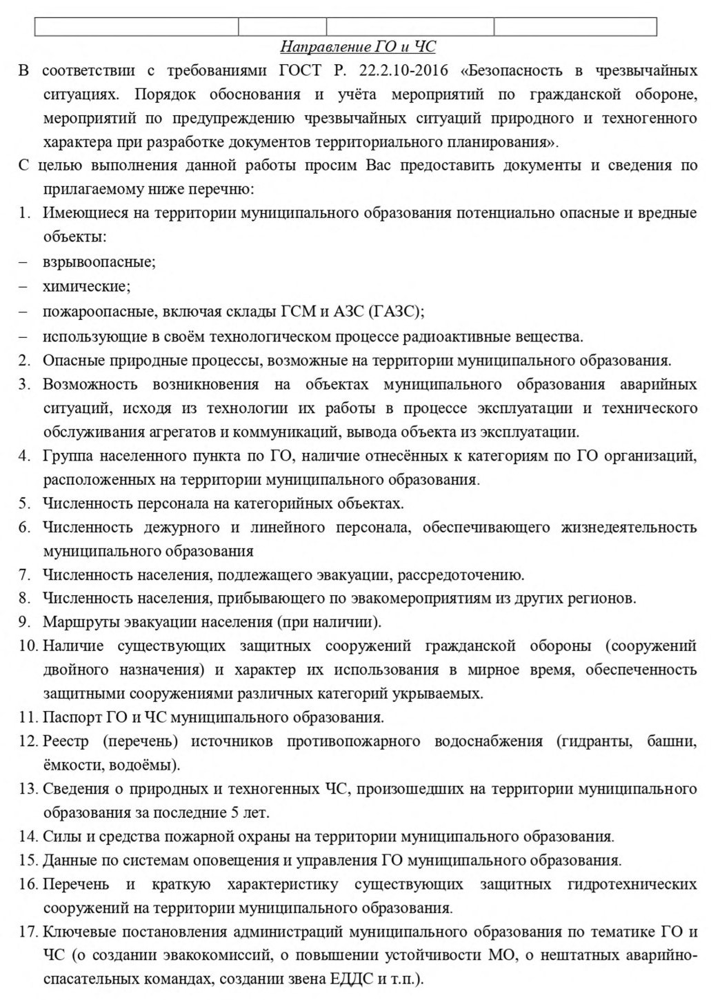 Направление ГО и ЧС
В соответствии с требованиями ГОСТ Р. 22.2.10-2016 «Безопасность в чрезвычайных
ситуациях. Порядок обоснования и учёта мероприятий по гражданской обороне,
мероприятий по предупреждению чрезвычайных ситуаций природного и техногенного
характера при разработке документов территориального планирования».
С целью выполнения данной работы просим Вас предоставить документы и сведения по
прилагаемому ниже перечню:
1. Имеющиеся на территории муниципального образования потенциально опасные и вредные
объекты:
– взрывоопасные;
– химические;
– пожароопасные, включая склады ГСМ и АЗС (ГАЗС);
– использующие в своём технологическом процессе радиоактивные вещества.
2. Опасные природные процессы, возможные на территории муниципального образования.
3. Возможность возникновения на объектах муниципального образования аварийных
ситуаций, исходя из технологии их работы в процессе эксплуатации и технического
обслуживания агрегатов и коммуникаций, вывода объекта из эксплуатации.
4. Группа населенного пункта по ГО, наличие отнесённых к категориям по ГО организаций,
расположенных на территории муниципального образования.
5. Численность персонала на категорийных объектах.
6. Численность дежурного и линейного персонала, обеспечивающего жизнедеятельность
муниципального образования
7. Численность населения, подлежащего эвакуации, рассредоточению.
8. Численность населения, прибывающего по эвакомероприятиям из других регионов.
9. Маршруты эвакуации населения (при наличии).
10. Наличие существующих защитных сооружений гражданской обороны (сооружений
двойного назначения) и характер их использования в мирное время, обеспеченность
защитными сооружениями различных категорий укрываемых.
11. Паспорт ГО и ЧС муниципального образования.
12. Реестр (перечень) источников противопожарного водоснабжения (гидранты, башни,
ёмкости, водоёмы).
13. Сведения о природных и техногенных ЧС, произошедших на территории муниципального
образования за последние 5 лет.
14. Силы и средства пожарной охраны на территории муниципального образования.
15. Данные по системам оповещения и управления ГО муниципального образования.
16. Перечень и краткую характеристику существующих защитных гидротехнических
сооружений на территории муниципального образования.
17. Ключевые постановления администраций муниципального образования по тематике ГО и
ЧС (о создании эвакокомиссий, о повышении устойчивости МО, о нештатных аварийно-
спасательных командах, создании звена ЕДДС и т.п.).